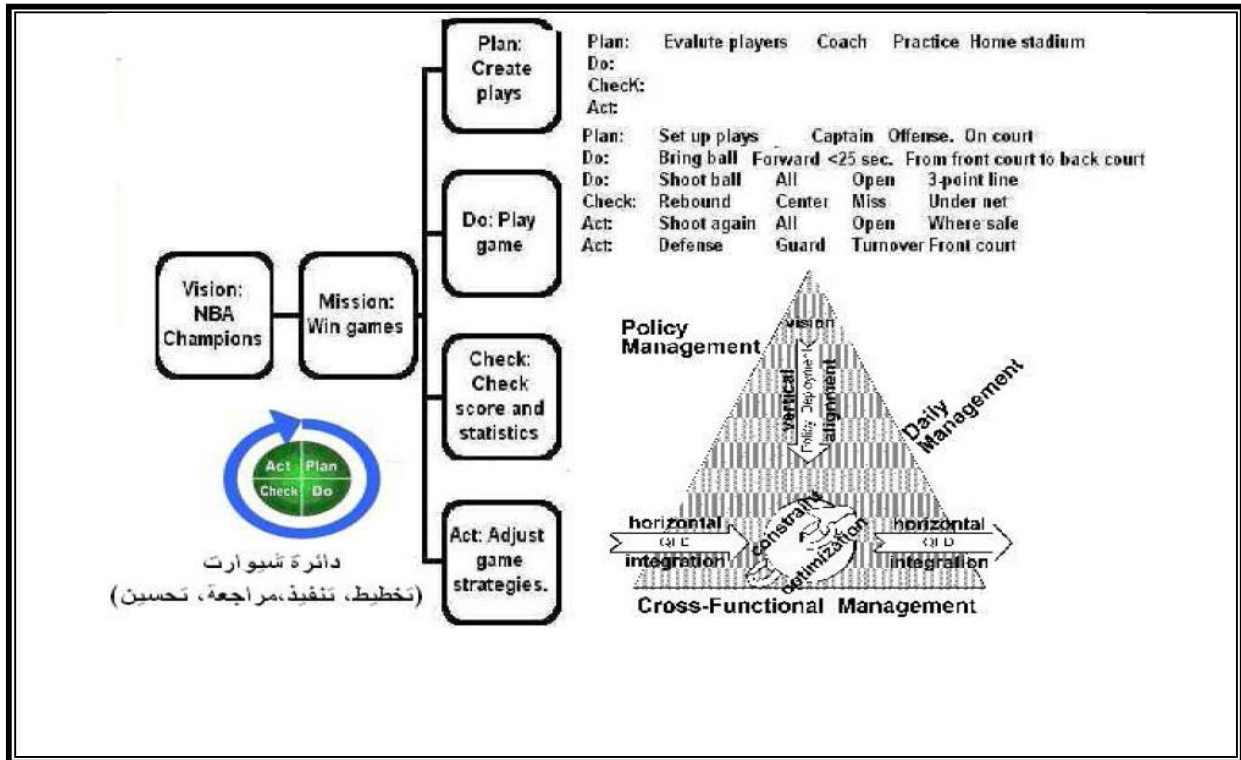 Plan:
Create
plays
Plan: Evalute players Coach Practice Home stadium
Do:
ChecK:
Act:
Plan: Set up plays Captain Offense. On court
Do: Bring ball Forward <25 sec. From front court to back court
Do: Shoot ball All Open 3-point line
Check: Rebound Center Miss Under net
Act: Shoot again All Open Where safe
Act: Defense Guard Turnover Front court
Do: Play
game
Vision:
NBA
Champions
Mission:
Win games
Check:
Check
score and
statistics
Act: Adjust
game
strategies.
Act Plan
Check Do
دائرة شيوارت
(تخطيط، تنفيذ،مراجعة، تحسين)
Policy
Management
vision
vertical
Policy Deployment
alignment
Daily
Management
horizontal
integration
constraint
optimization
horizontal
integration
Cross-Functional Management